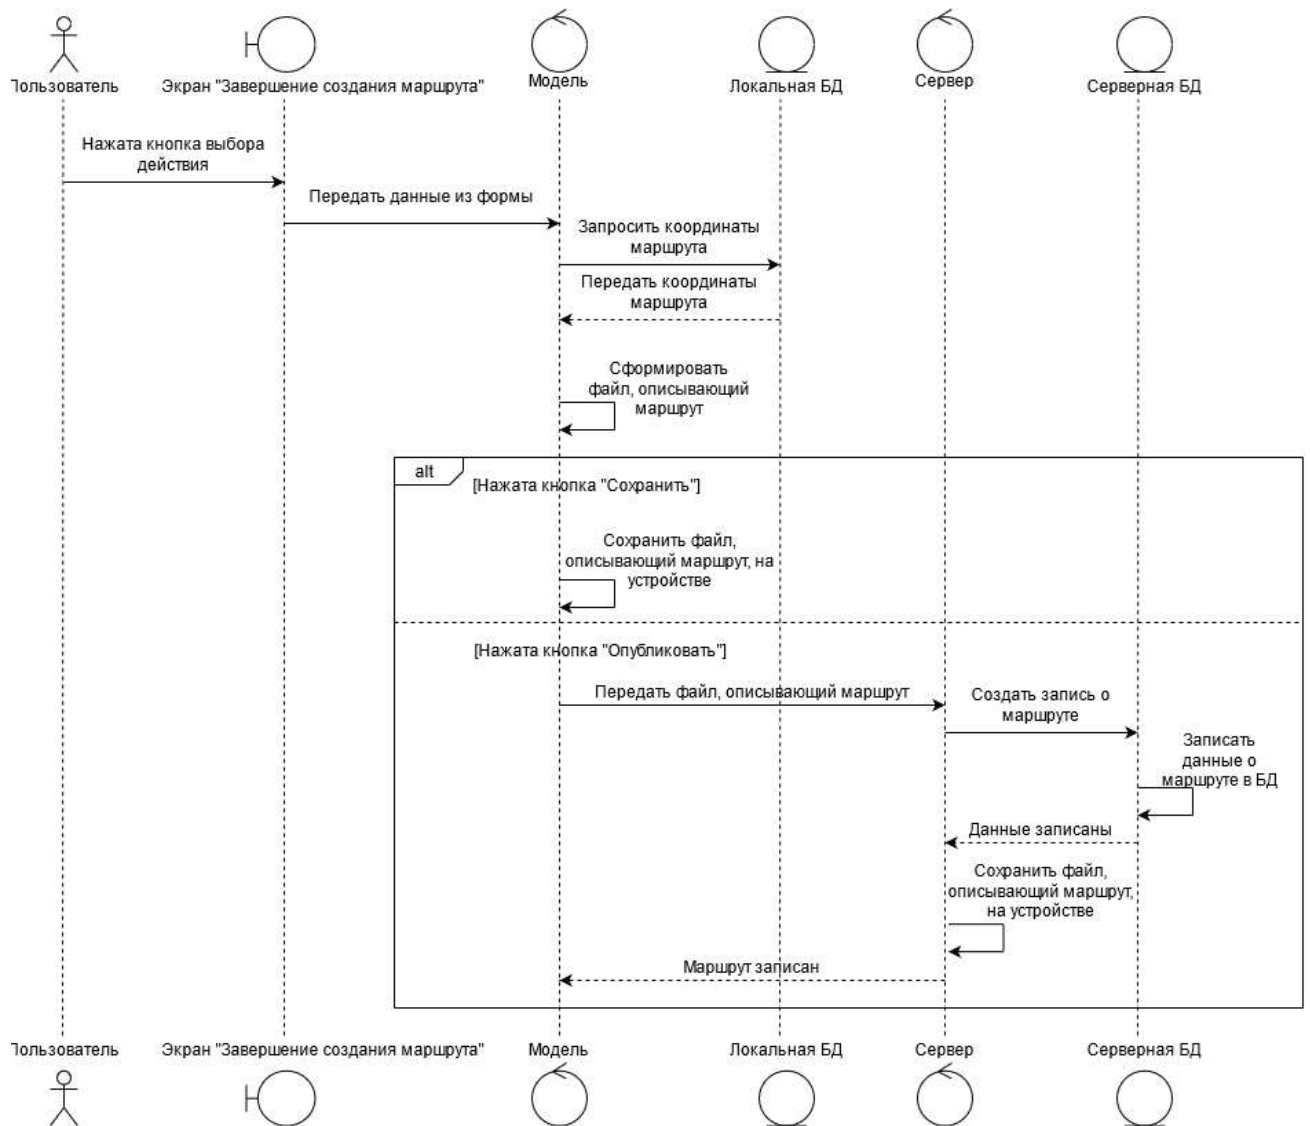 Пользователь
Экран "Завершение создания маршрута"
Модель
Локальная БД
Сервер
Серверная БД
Нажата кнопка выбора
действия
Передать данные из формы
Запросить координаты
маршрута
Передать координаты
маршрута
Сформировать
файл, описывающий
маршрут
alt
[Нажата кнопка "Сохранить"]
Сохранить файл,
описывающий маршрут, на
устройстве
[Нажата кнопка "Опубликовать"]
Передать файл, описывающий маршрут
Создать запись о
маршруте
Записать
данные о
маршруте в БД
Данные записаны
Сохранить файл,
описывающий маршрут,
на устройстве
Маршрут записан
Пользователь
Экран "Завершение создания маршрута"
Модель
Локальная БД
Сервер
Серверная БД